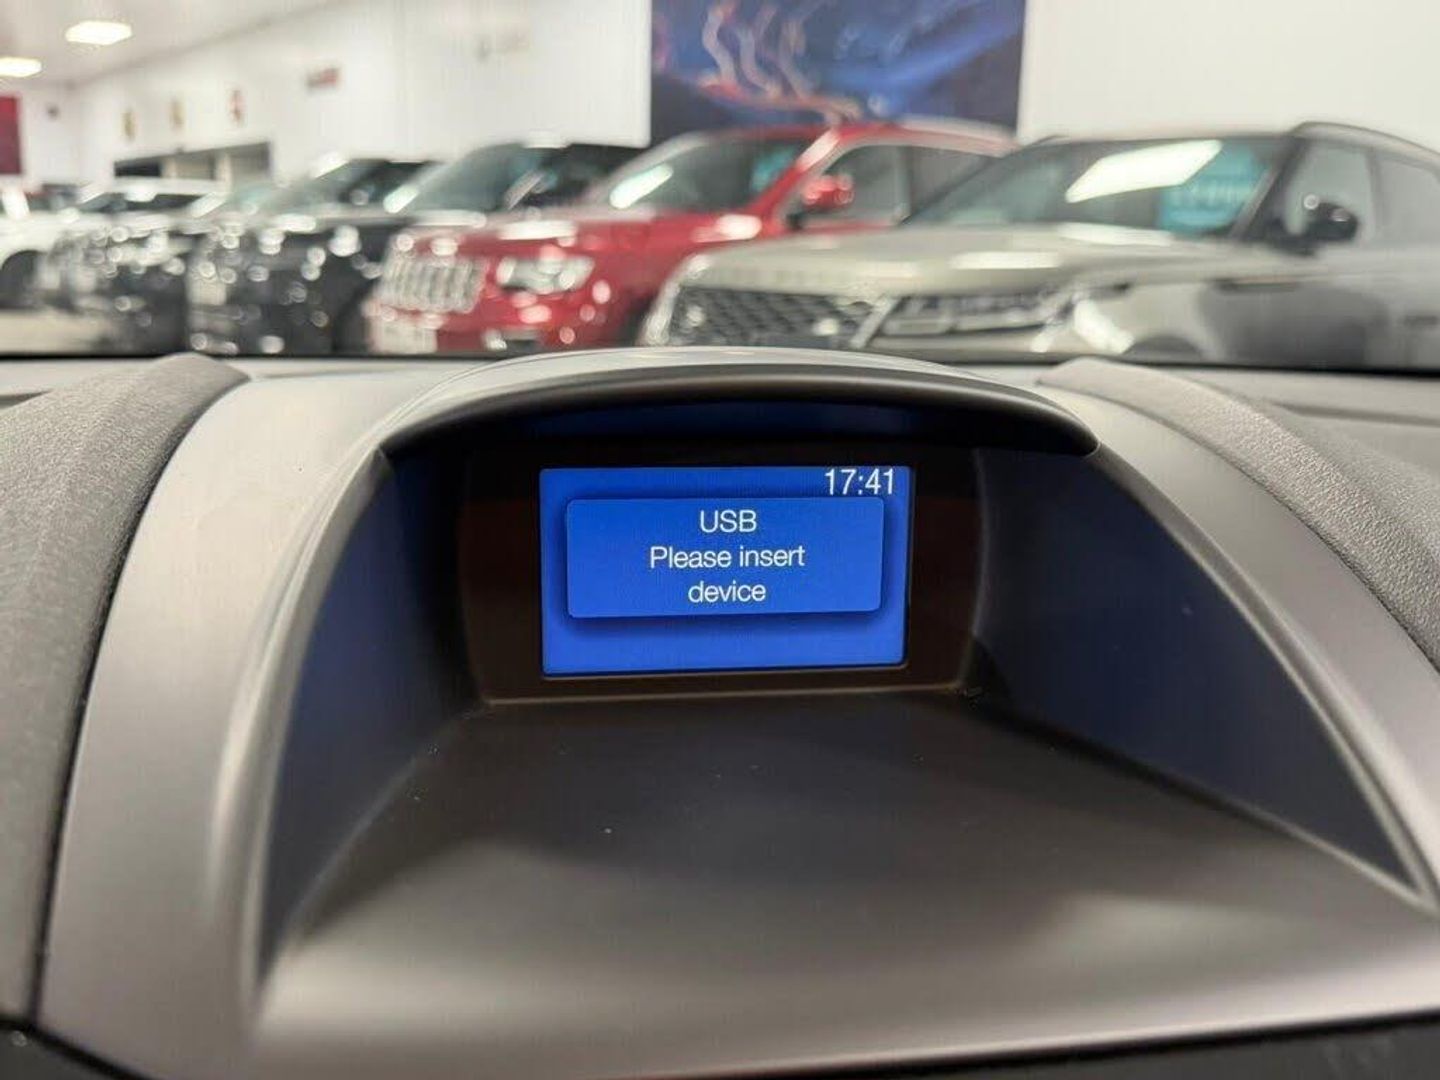 17:41
USB
Please insert
device